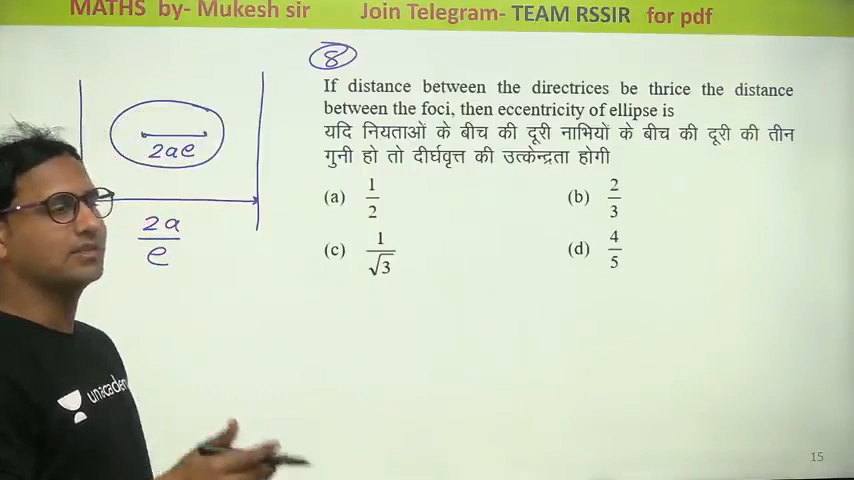 MATHS by- Mukesh sir Join Telegram- TEAM RSSIR for pdf
8
If distance between the directrices be thrice the distance
between the foci, then eccentricity of ellipse is
यदि नियताओं के बीच की दूरी नाभियों के बीच की दूरी की तीन
गुनी हो तो दीर्घवृत्त की उत्केन्द्रता होगी
(a) 1/2 (b) 2/3
(c) 1/√3 (d) 4/5
2ae
2a/e
unacadem
15